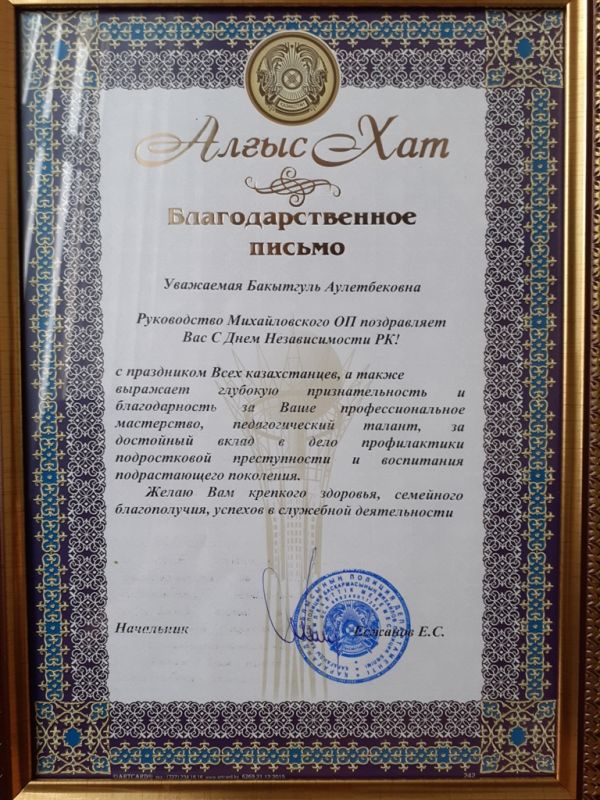 Алғыс Хат
Благодарственное
письмо
Уважаемая Бакытгуль Аулетбековна
Руководство Михайловского ОП поздравляет
Вас С Днем Независимости РК!
с праздником Всех казахстанцев, а также
выражает глубокую признательность и
благодарность за Ваше профессиональное
мастерство, педагогический талант, за
достойный вклад в дело профилактики
подростковой преступности и воспитания
подрастающего поколения.
Желаю Вам крепкого здоровья, семейного
благополучия, успехов в служебной деятельности
Начальник
Есжанов Е.С.